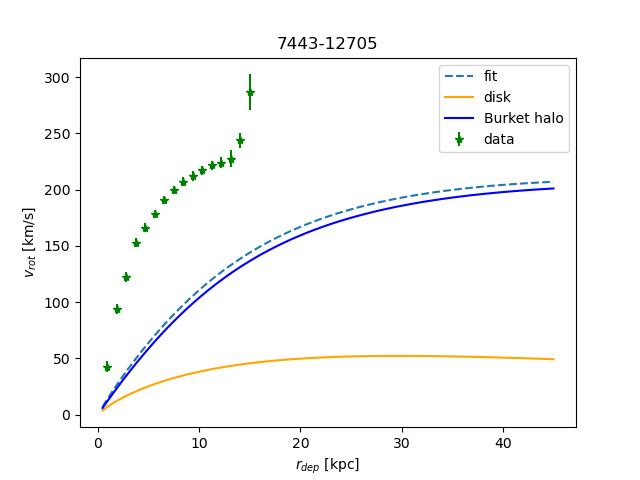 7443-12705
300
250
200
150
100
50
0
v_rot [km/s]
fit
disk
Burket halo
data
0 10 20 30 40
r_dep [kpc]